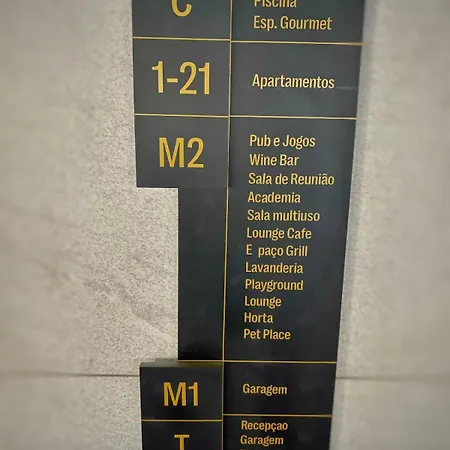 C
Piscina
Esp. Gourmet
1-21
Apartamentos
M2
Pub e Jogos
Wine Bar
Sala de Reunião
Academia
Sala multiuso
Lounge Cafe
E paço Grill
Lavanderia
Playground
Lounge
Horta
Pet Place
M1
Garagem
T
Recepçao
Garagem